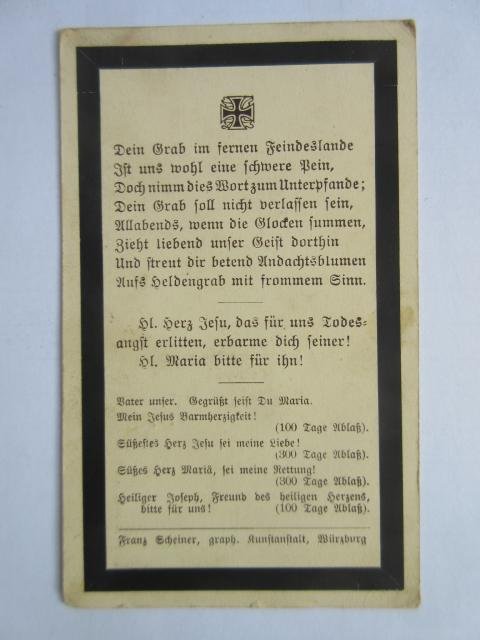 Dein Grab im fernen Feindeslande
Ist uns wohl eine schwere Pein,
Doch nimm dies Wort zum Unterpfande;
Dein Grab soll nicht verlassen sein,
Allabends, wenn die Glocken summen,
Zieht liebend unser Geist dorthin
Und streut dir betend Andachtsblumen
Aufs Heldengrab mit frommem Sinn.
Hl. Herz Jesu, das für uns Todes-
angst erlitten, erbarme dich seiner!
Hl. Maria bitte für ihn!
Vater unser. Gegrüßt seist Du Maria.
Mein Jesus Barmherzigkeit!
(100 Tage Ablaß).
Süßestes Herz Jesu sei meine Liebe!
(300 Tage Ablaß).
Süßes Herz Mariä, sei meine Rettung!
(300 Tage Ablaß).
Heiliger Joseph, Freund des heiligen Herzens,
bitte für uns! (100 Tage Ablaß).
Franz Scheiner, graph. Kunstanstalt, Würzburg